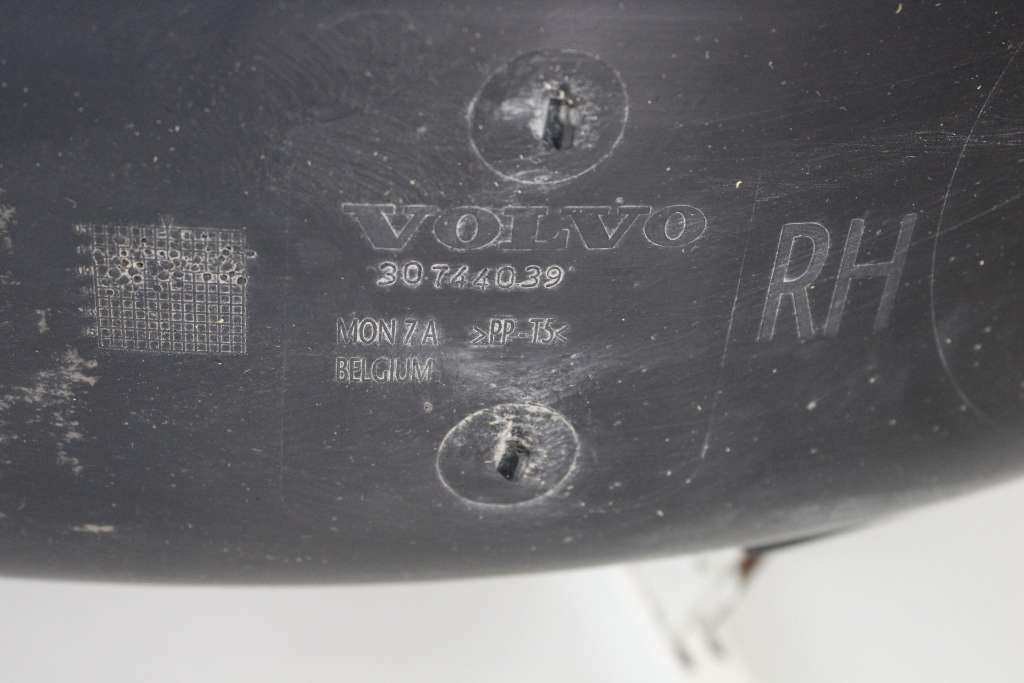 VOLVO
30744039
MON 7 A >PP-T5<
BELGIUM
RH